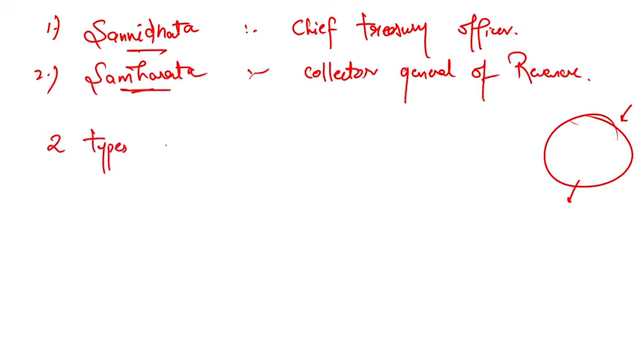 1.) Sannidhata :- Chief treasury officer.
2.) Samharata :- collector general of Revenue.
2 types